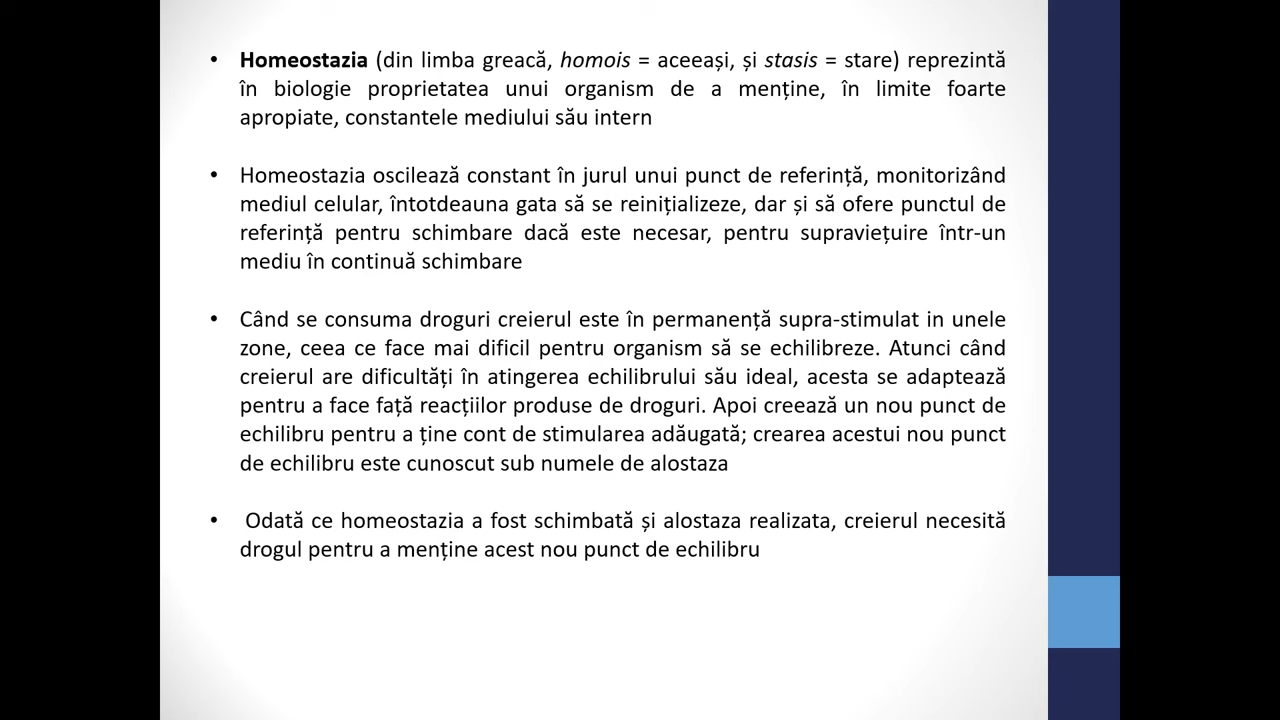 • Homeostazia (din limba greacă, homois = aceeași, și stasis = stare) reprezintă
în biologie proprietatea unui organism de a menține, în limite foarte
apropiate, constantele mediului său intern
• Homeostazia oscilează constant în jurul unui punct de referință, monitorizând
mediul celular, întotdeauna gata să se reinițializeze, dar și să ofere punctul de
referință pentru schimbare dacă este necesar, pentru supraviețuire într-un
mediu în continuă schimbare
• Când se consuma droguri creierul este în permanență supra-stimulat in unele
zone, ceea ce face mai dificil pentru organism să se echilibreze. Atunci când
creierul are dificultăți în atingerea echilibrului său ideal, acesta se adaptează
pentru a face față reacțiilor produse de droguri. Apoi creează un nou punct de
echilibru pentru a ține cont de stimularea adăugată; crearea acestui nou punct
de echilibru este cunoscut sub numele de alostaza
• Odată ce homeostazia a fost schimbată și alostaza realizata, creierul necesită
drogul pentru a menține acest nou punct de echilibru